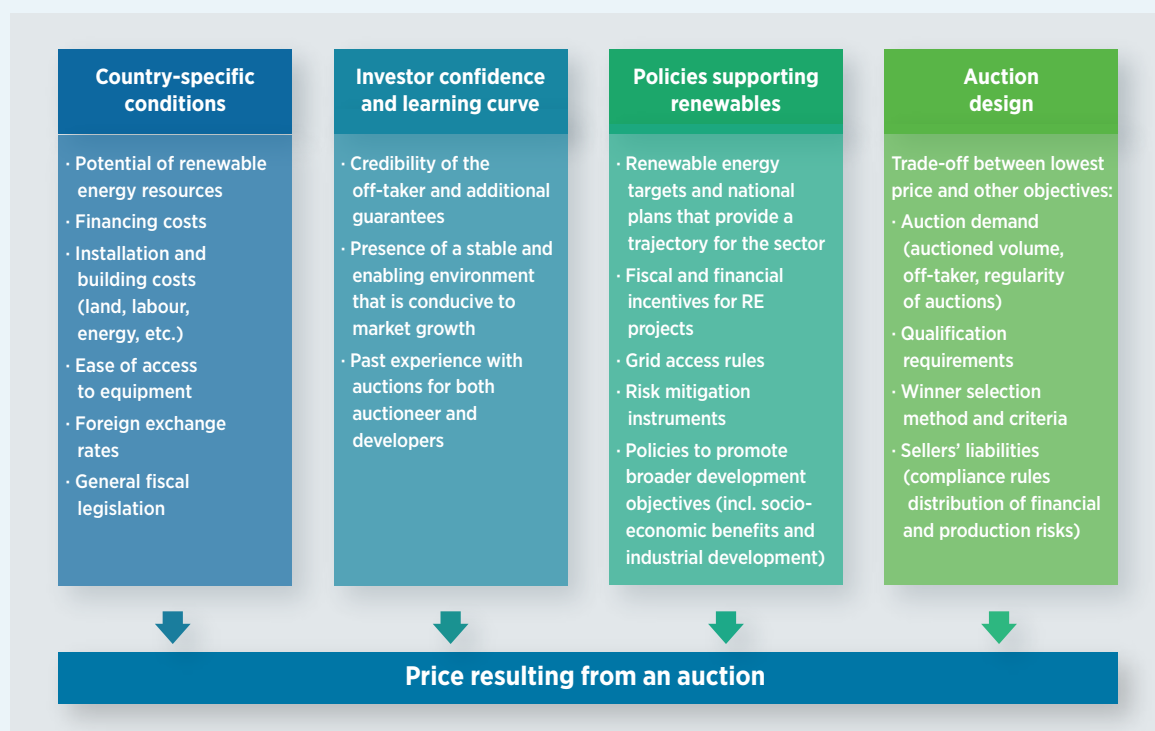 Country-specific
conditions
· Potential of renewable
energy resources
· Financing costs
· Installation and
building costs
(land, labour,
energy, etc.)
· Ease of access
to equipment
· Foreign exchange
rates
· General fiscal
legislation
Investor confidence
and learning curve
· Credibility of the
off-taker and additional
guarantees
· Presence of a stable and
enabling environment
that is conducive to
market growth
· Past experience with
auctions for both
auctioneer and
developers
Policies supporting
renewables
· Renewable energy
targets and national
plans that provide a
trajectory for the sector
· Fiscal and financial
incentives for RE
projects
· Grid access rules
· Risk mitigation
instruments
· Policies to promote
broader development
objectives (incl. socio-
economic benefits and
industrial development)
Auction
design
Trade-off between lowest
price and other objectives:
· Auction demand
(auctioned volume,
off-taker, regularity
of auctions)
· Qualification
requirements
· Winner selection
method and criteria
· Sellers’ liabilities
(compliance rules
distribution of financial
and production risks)
Price resulting from an auction